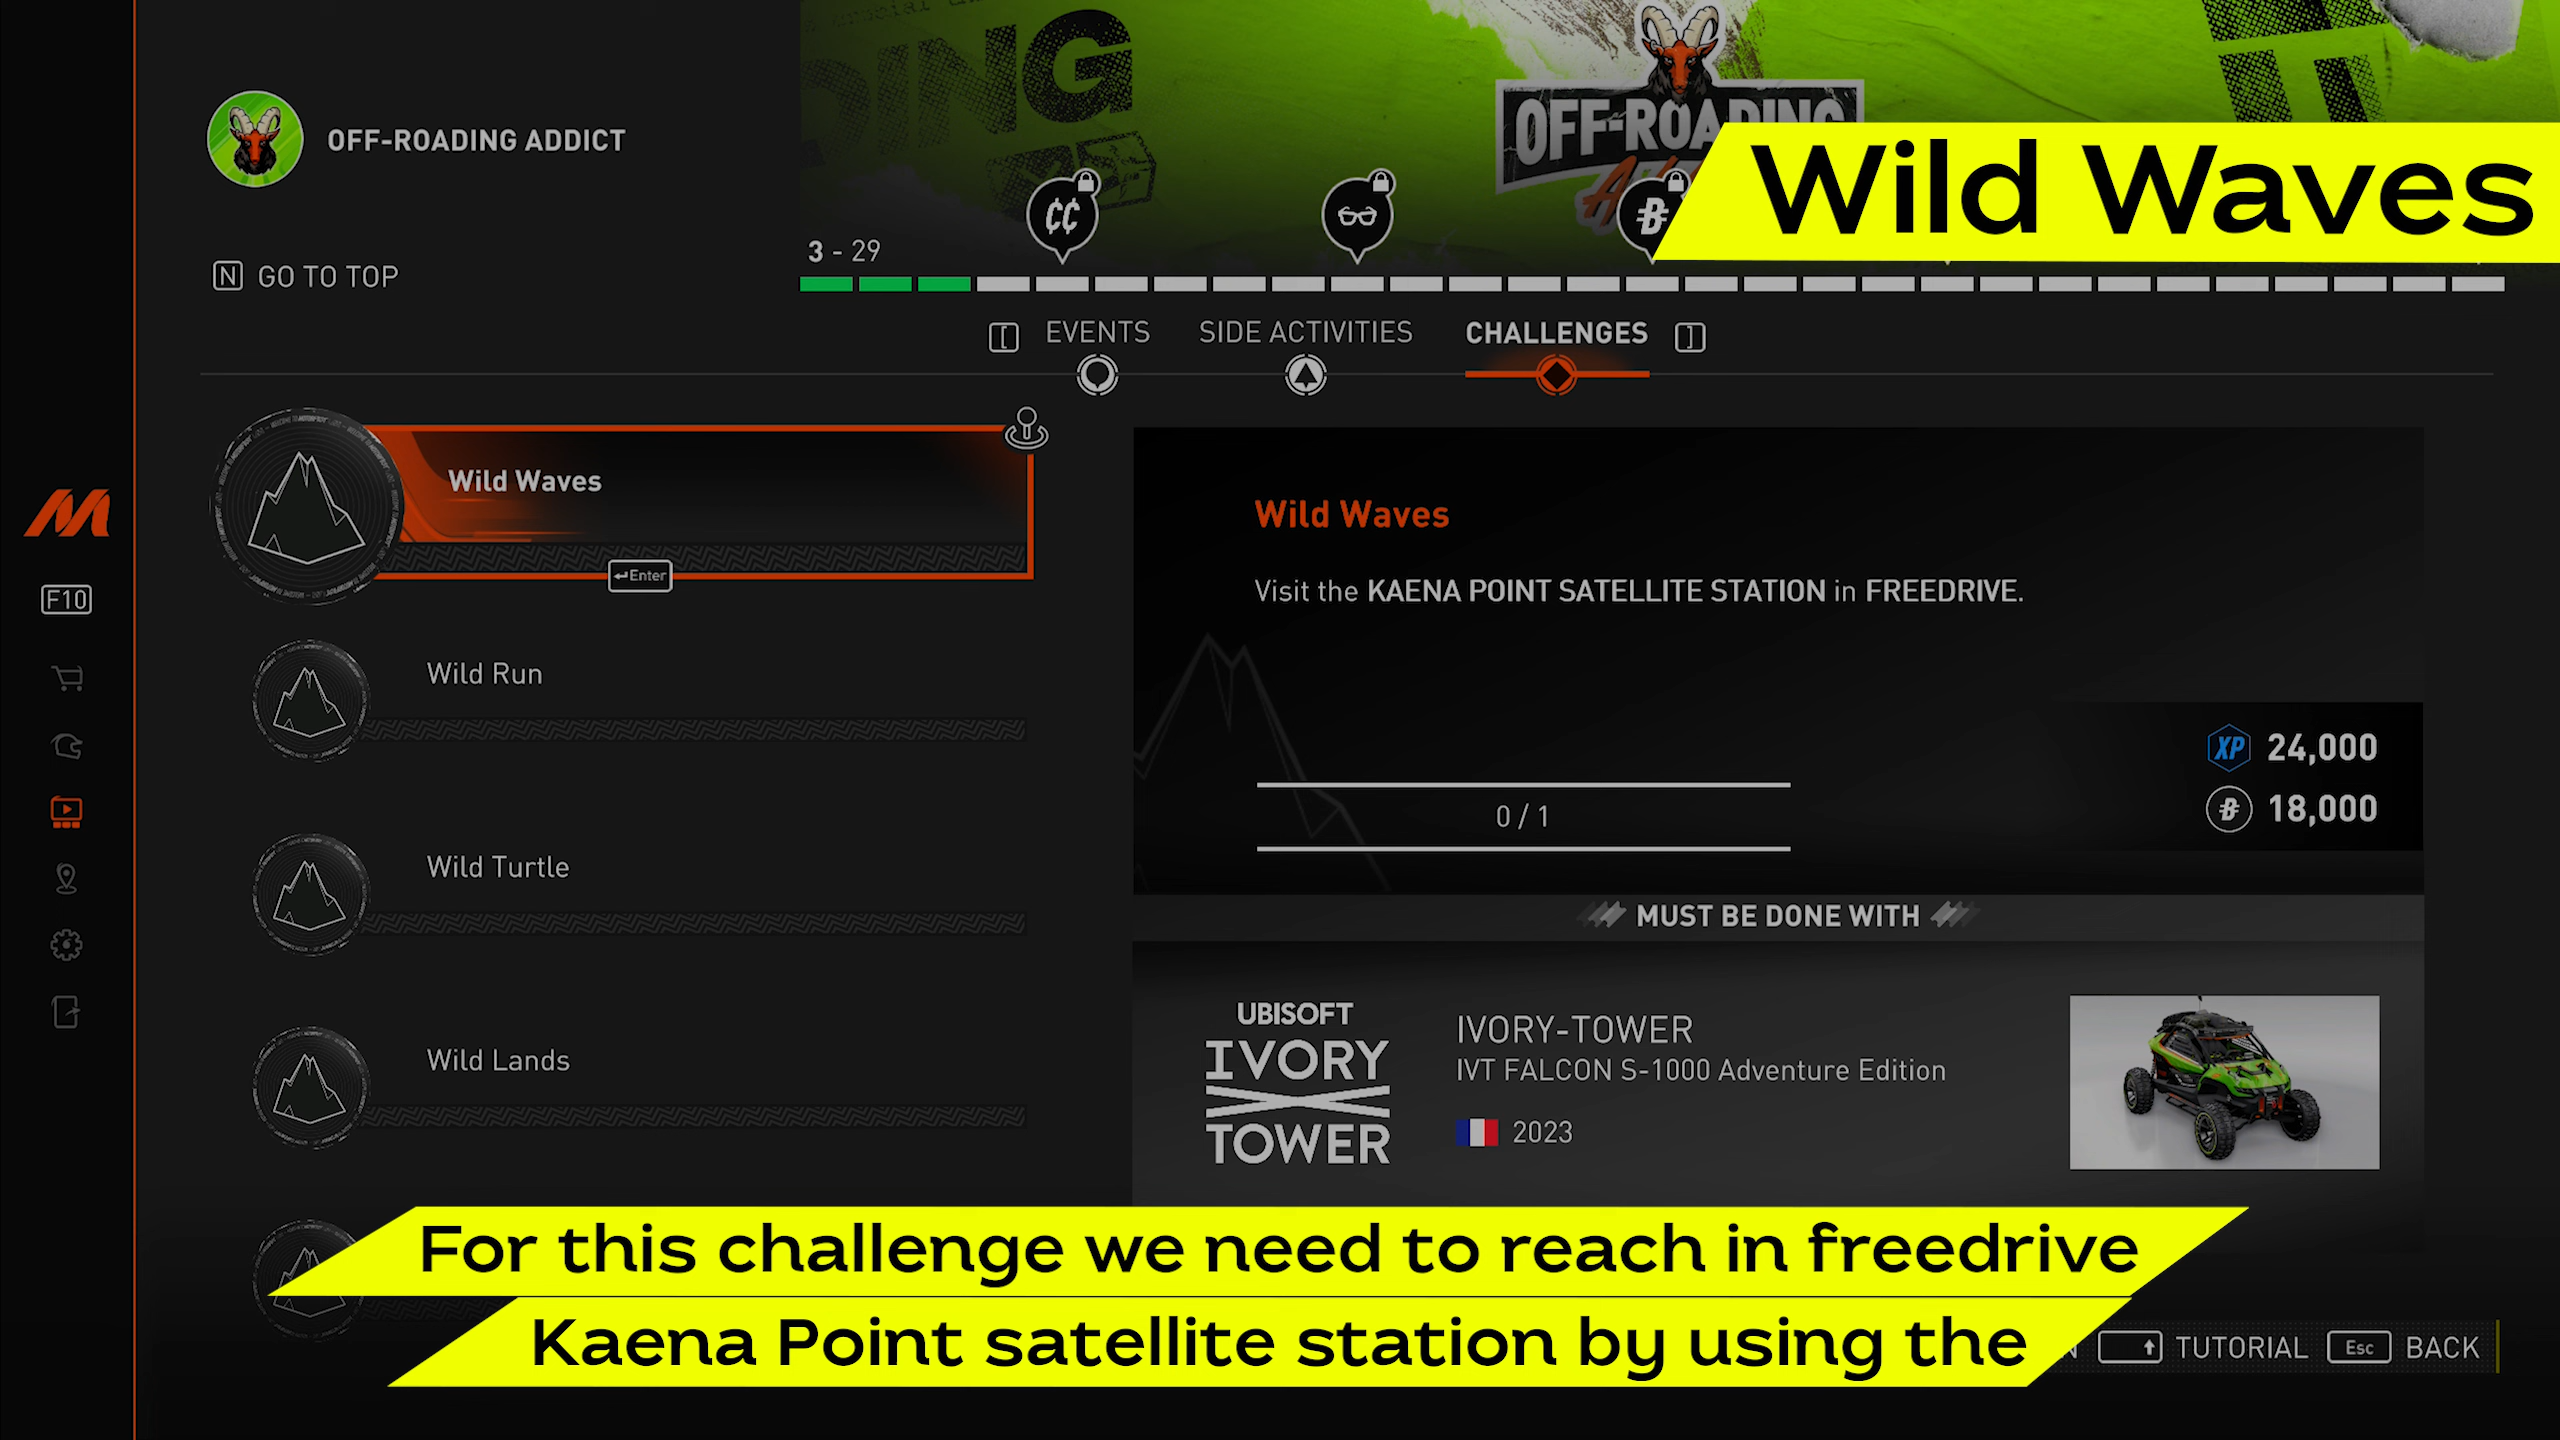 OFF-ROADING ADDICT
OFF-ROADING
Wild Waves
3 - 29
N GO TO TOP
[ EVENTS SIDE ACTIVITIES CHALLENGES ]
Wild Waves
Enter
Wild Run
Wild Turtle
Wild Lands
F10
Wild Waves
Visit the KAENA POINT SATELLITE STATION in FREEDRIVE.
XP 24,000
18,000
0 / 1
MUST BE DONE WITH
UBISOFT
IVORY
TOWER
IVORY-TOWER
IVT FALCON S-1000 Adventure Edition
2023
For this challenge we need to reach in freedrive
Kaena Point satellite station by using the
TUTORIAL Esc BACK